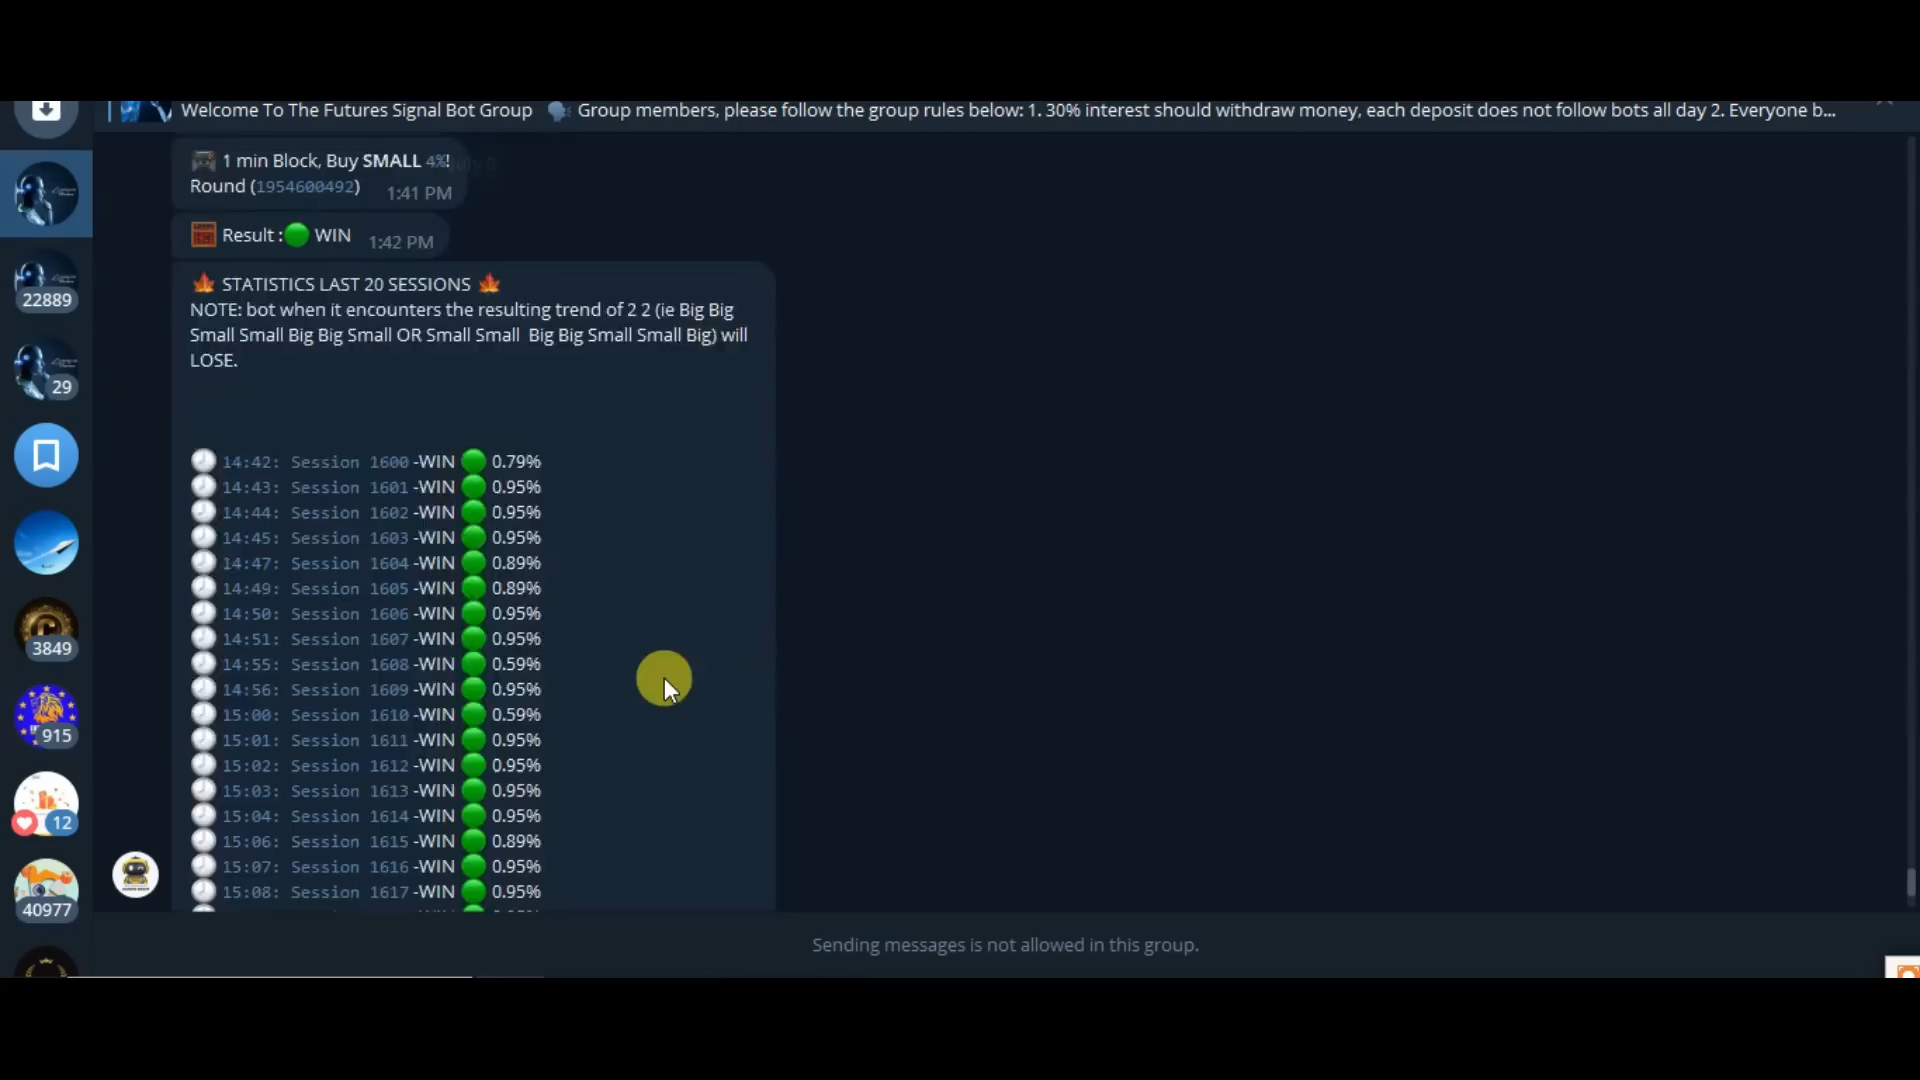 Welcome To The Futures Signal Bot Group 🗣 Group members, please follow the group rules below: 1. 30% interest should withdraw money, each deposit does not follow bots all day 2. Everyone b...
1 min Block, Buy SMALL 4%!
Round (1954600492) 1:41 PM
Result : WIN 1:42 PM
STATISTICS LAST 20 SESSIONS
NOTE: bot when it encounters the resulting trend of 2 2 (ie Big Big
Small Small Big Big Small OR Small Small Big Big Small Small Big) will
LOSE.
14:42: Session 1600 -WIN 0.79%
14:43: Session 1601 -WIN 0.95%
14:44: Session 1602 -WIN 0.95%
14:45: Session 1603 -WIN 0.95%
14:47: Session 1604 -WIN 0.89%
14:49: Session 1605 -WIN 0.89%
14:50: Session 1606 -WIN 0.95%
14:51: Session 1607 -WIN 0.95%
14:55: Session 1608 -WIN 0.59%
14:56: Session 1609 -WIN 0.95%
15:00: Session 1610 -WIN 0.59%
15:01: Session 1611 -WIN 0.95%
15:02: Session 1612 -WIN 0.95%
15:03: Session 1613 -WIN 0.95%
15:04: Session 1614 -WIN 0.95%
15:06: Session 1615 -WIN 0.89%
15:07: Session 1616 -WIN 0.95%
15:08: Session 1617 -WIN 0.95%
Sending messages is not allowed in this group.
22889
29
3849
915
12
40977